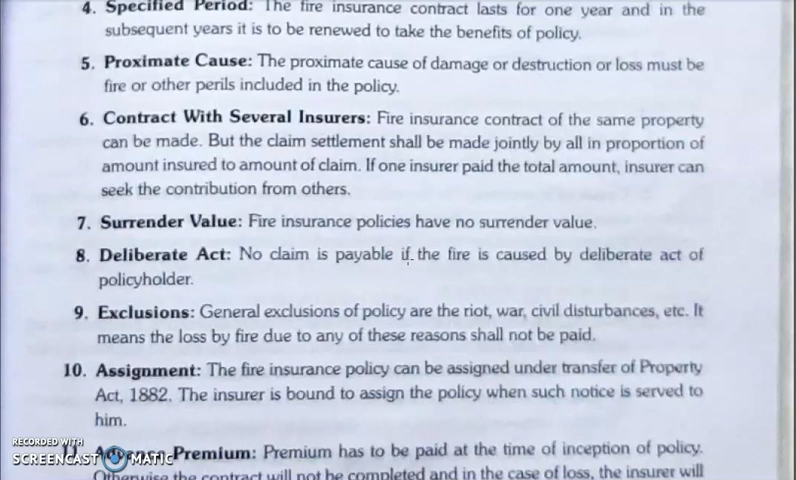 4. Specified Period: The fire insurance contract lasts for one year and in the
subsequent years it is to be renewed to take the benefits of policy.
5. Proximate Cause: The proximate cause of damage or destruction or loss must be
fire or other perils included in the policy.
6. Contract With Several Insurers: Fire insurance contract of the same property
can be made. But the claim settlement shall be made jointly by all in proportion of
amount insured to amount of claim. If one insurer paid the total amount, insurer can
seek the contribution from others.
7. Surrender Value: Fire insurance policies have no surrender value.
8. Deliberate Act: No claim is payable if the fire is caused by deliberate act of
policyholder.
9. Exclusions: General exclusions of policy are the riot, war, civil disturbances, etc. It
means the loss by fire due to any of these reasons shall not be paid.
10. Assignment: The fire insurance policy can be assigned under transfer of Property
Act, 1882. The insurer is bound to assign the policy when such notice is served to
him.
Premium: Premium has to be paid at the time of inception of policy.
Otherwise the contract will not be completed and in the case of loss, the insurer will
RECORDED WITH
SCREENCAST MATIC